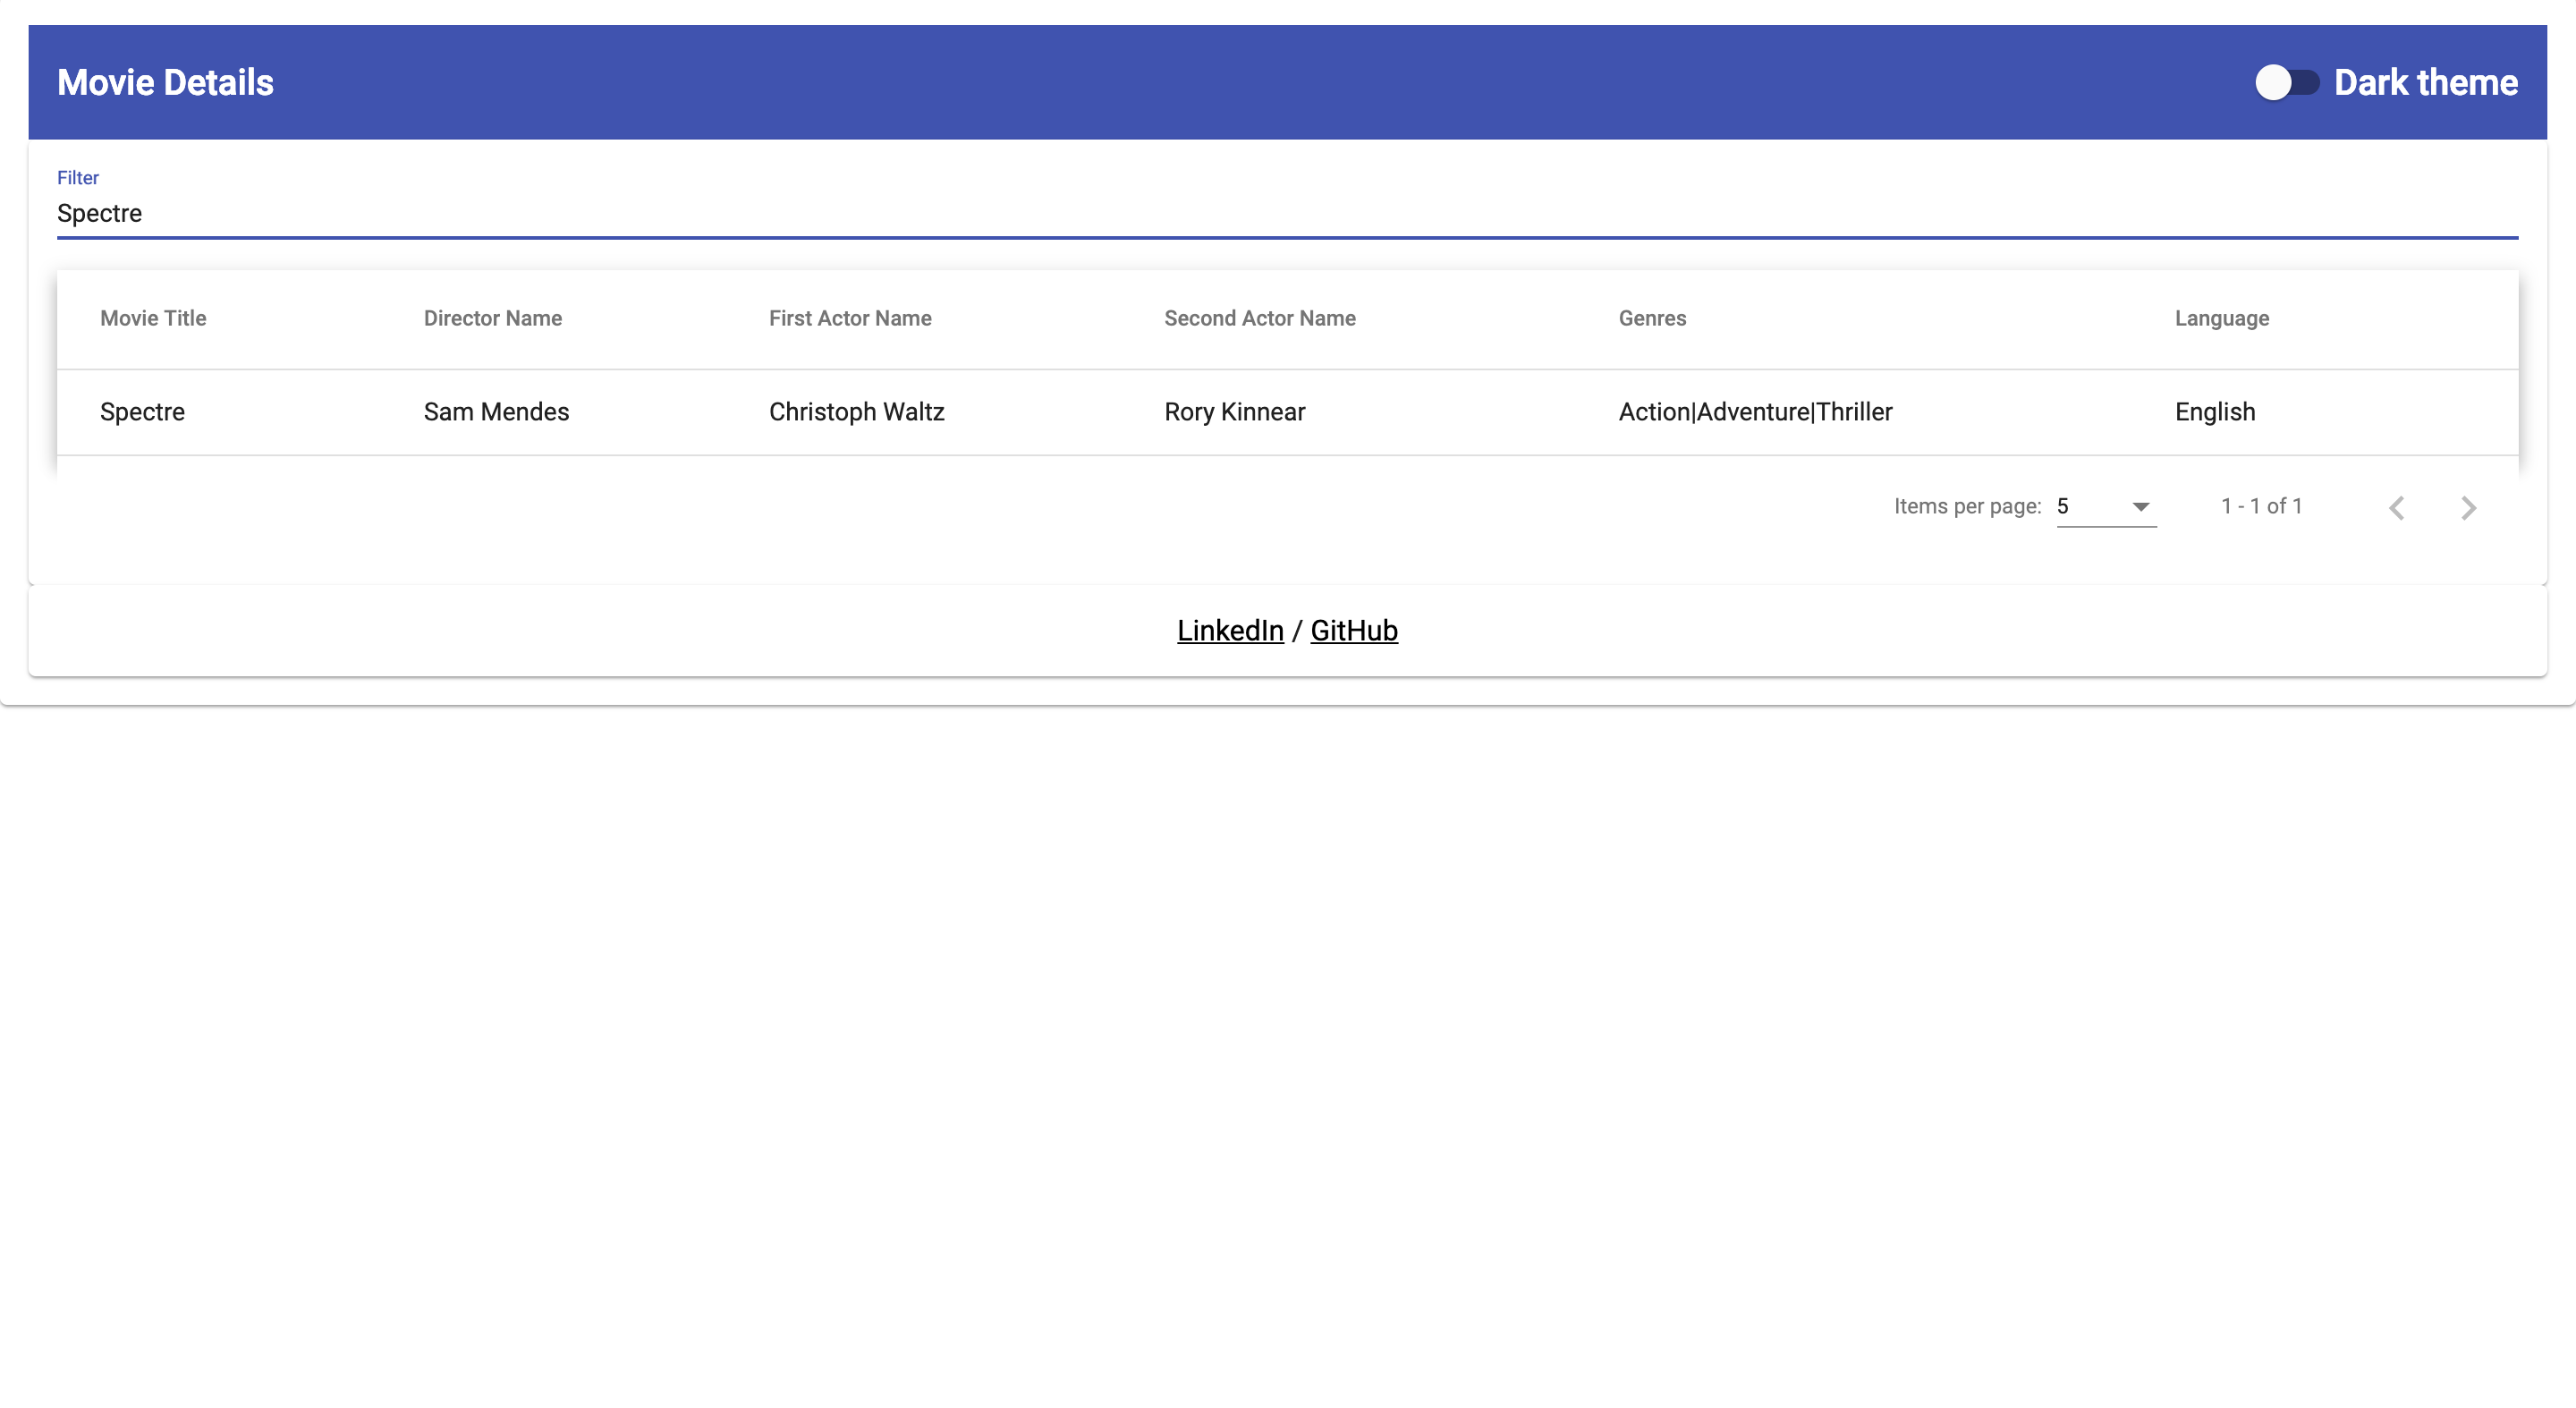 Movie Details Dark theme
Filter
Spectre
Movie Title Director Name First Actor Name Second Actor Name Genres Language
Spectre Sam Mendes Christoph Waltz Rory Kinnear Action|Adventure|Thriller English
Items per page: 5 1 - 1 of 1
LinkedIn / GitHub